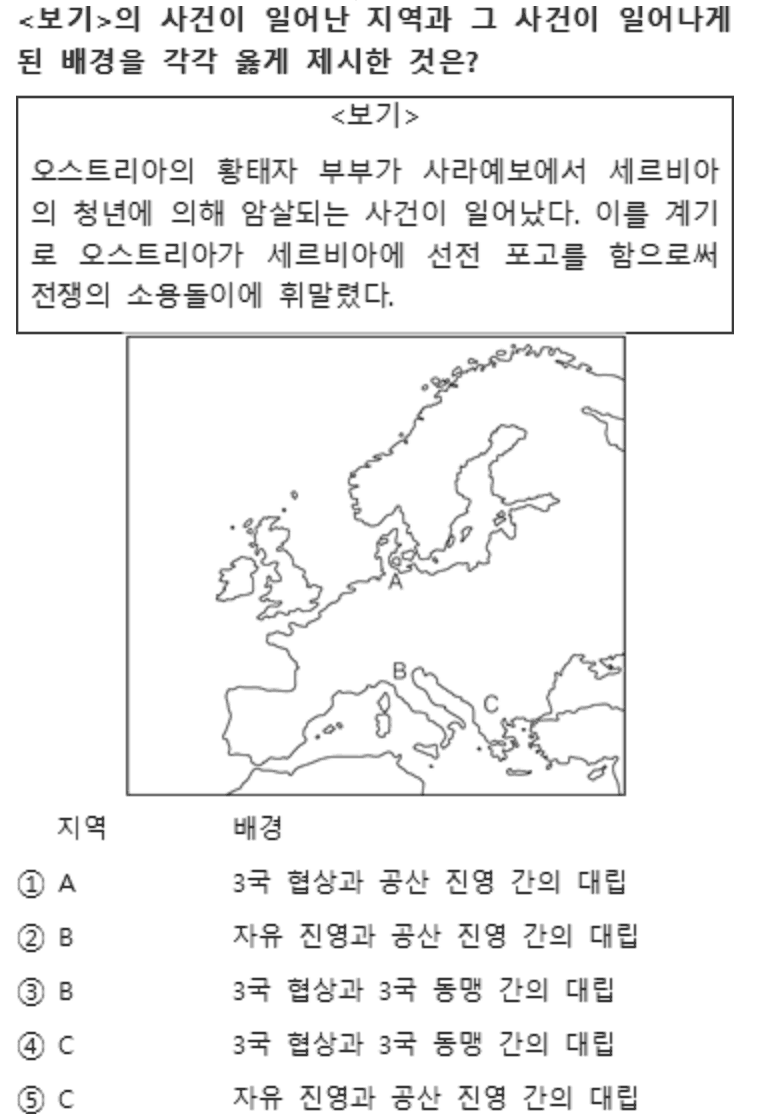 <보기>의 사건이 일어난 지역과 그 사건이 일어나게
된 배경을 각각 옳게 제시한 것은?
<보기>
오스트리아의 황태자 부부가 사라예보에서 세르비아
의 청년에 의해 암살되는 사건이 일어났다. 이를 계기
로 오스트리아가 세르비아에 선전 포고를 함으로써
전쟁의 소용돌이에 휘말렸다.
A
B
C
지역 배경
① A 3국 협상과 공산 진영 간의 대립
② B 자유 진영과 공산 진영 간의 대립
③ B 3국 협상과 3국 동맹 간의 대립
④ C 3국 협상과 3국 동맹 간의 대립
⑤ C 자유 진영과 공산 진영 간의 대립